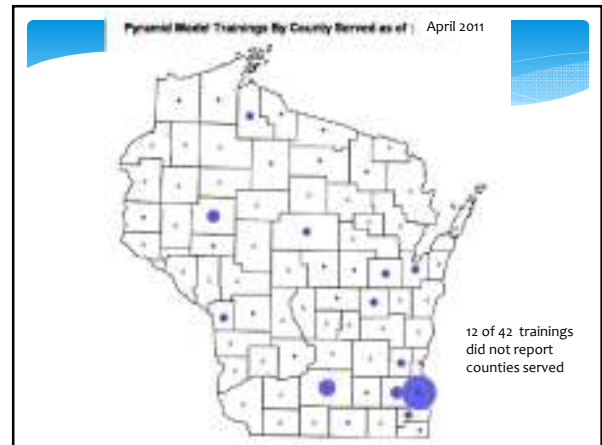 Pyramid Model Trainings By County Served as of : April 2011
12 of 42 trainings
did not report
counties served